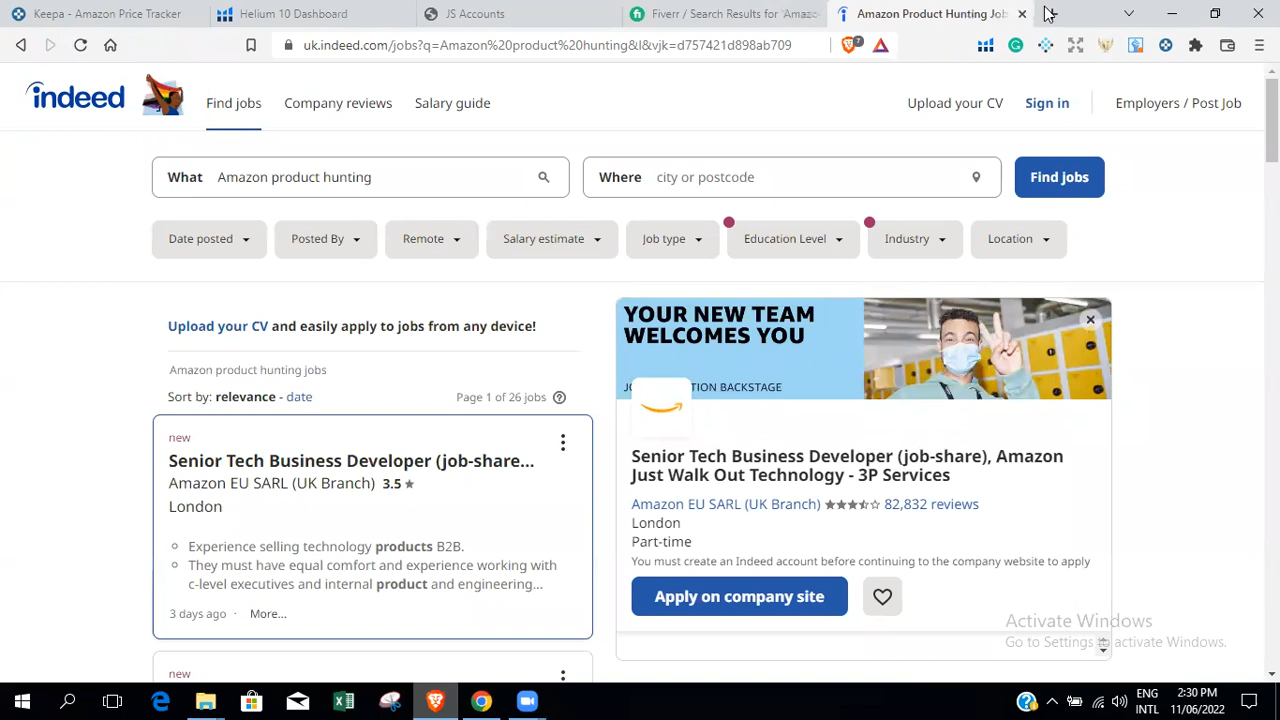 Keepa - Amazon Price Tracker
Helium 10 Dashboard
JS Accounts
Fiverr / Search Results for 'Amazo
Amazon Product Hunting Job
uk.indeed.com/jobs?q=Amazon%20product%20hunting&l&vjk=d757421d898ab709
7
indeed
Find jobs
Company reviews
Salary guide
Upload your CV
Sign in
Employers / Post Job
What Amazon product hunting
Where city or postcode
Find jobs
Date posted
Posted By
Remote
Salary estimate
Job type
Education Level
Industry
Location
Upload your CV and easily apply to jobs from any device!
Amazon product hunting jobs
Sort by: relevance - date
Page 1 of 26 jobs
new
Senior Tech Business Developer (job-share...
Amazon EU SARL (UK Branch) 3.5
London
Experience selling technology products B2B.
They must have equal comfort and experience working with
c-level executives and internal product and engineering...
3 days ago · More...
new
YOUR NEW TEAM
WELCOMES YOU
Senior Tech Business Developer (job-share), Amazon
Just Walk Out Technology - 3P Services
Amazon EU SARL (UK Branch) 82,832 reviews
London
Part-time
You must create an Indeed account before continuing to the company website to apply
Apply on company site
Activate Windows
Go to Settings to activate Windows.
ENG
INTL
2:30 PM
11/06/2022